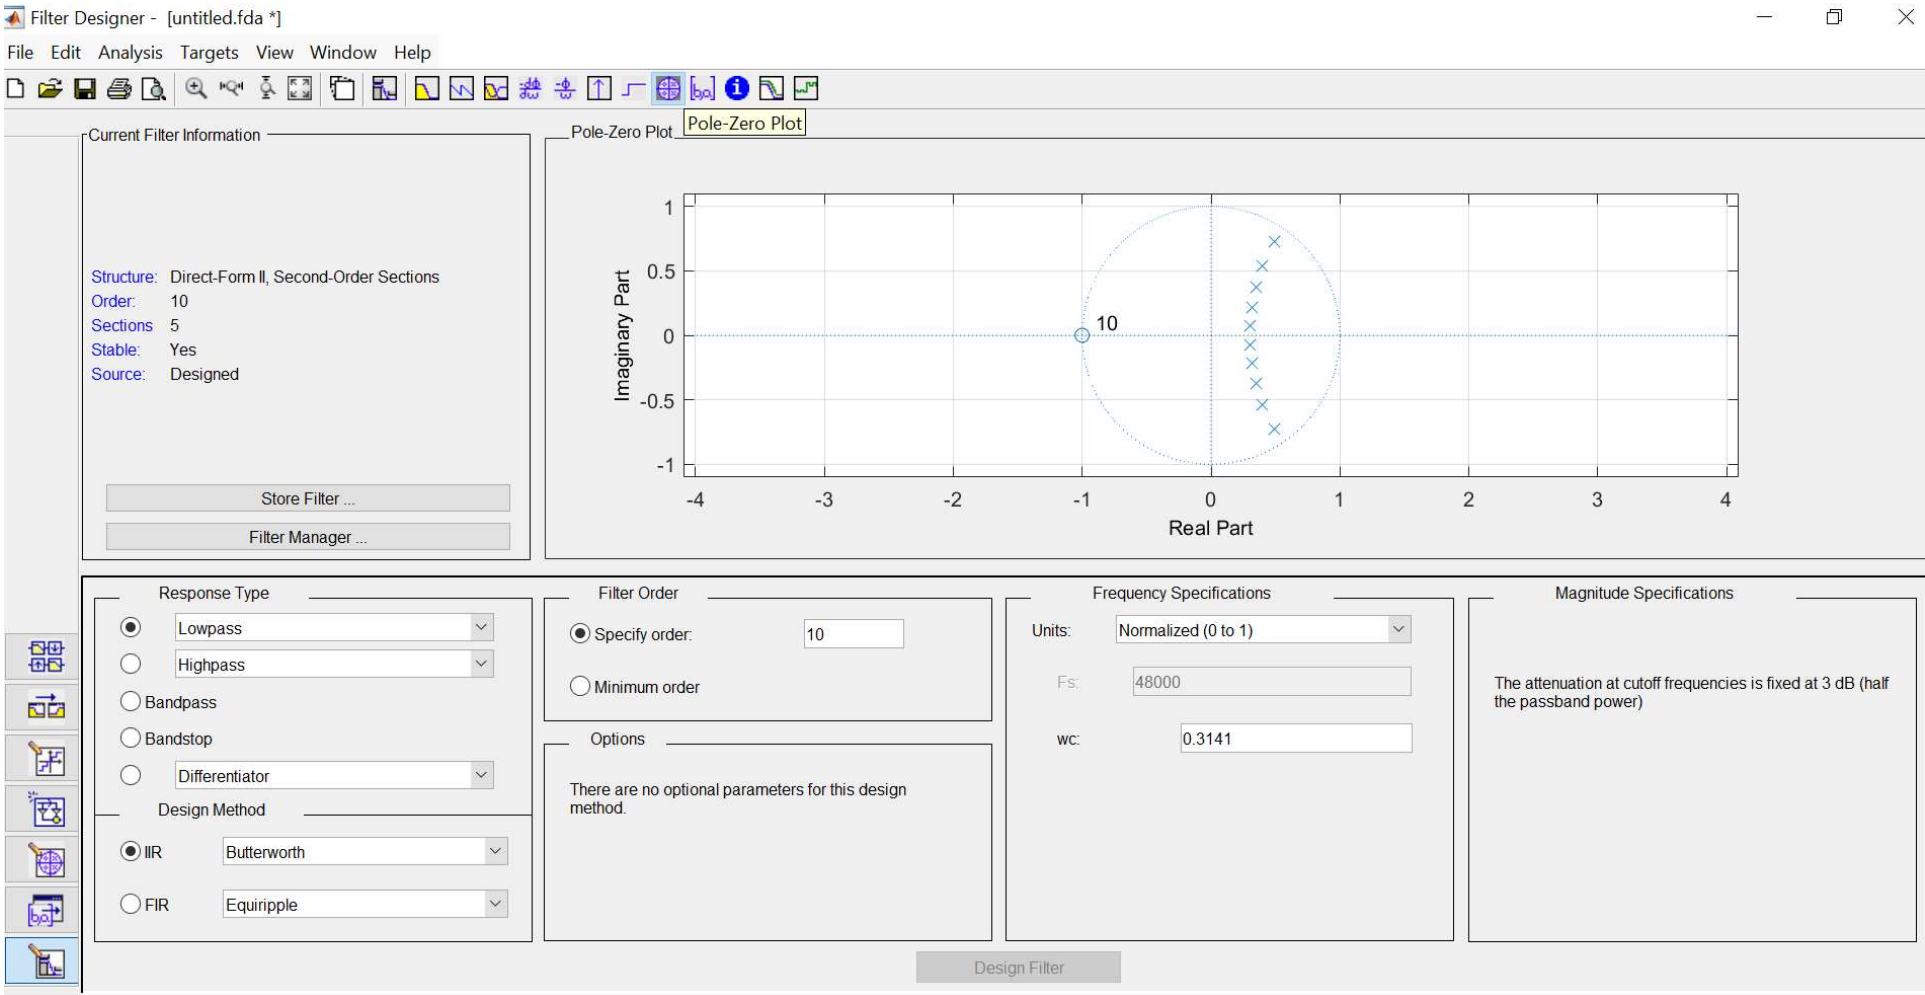 Filter Designer - [untitled.fda *]
File Edit Analysis Targets View Window Help
Pole-Zero Plot
Current Filter Information
Structure: Direct-Form II, Second-Order Sections
Order: 10
Sections 5
Stable: Yes
Source: Designed
Store Filter ...
Filter Manager ...
Pole-Zero Plot
1
0.5
0
-0.5
-1
Imaginary Part
10
-4 -3 -2 -1 0 1 2 3 4
Real Part
Response Type
Lowpass
Highpass
Bandpass
Bandstop
Differentiator
Design Method
IIR Butterworth
FIR Equiripple
Filter Order
Specify order: 10
Minimum order
Options
There are no optional parameters for this design
method.
Frequency Specifications
Units: Normalized (0 to 1)
Fs: 48000
wc: 0.3141
Magnitude Specifications
The attenuation at cutoff frequencies is fixed at 3 dB (half
the passband power)
Design Filter